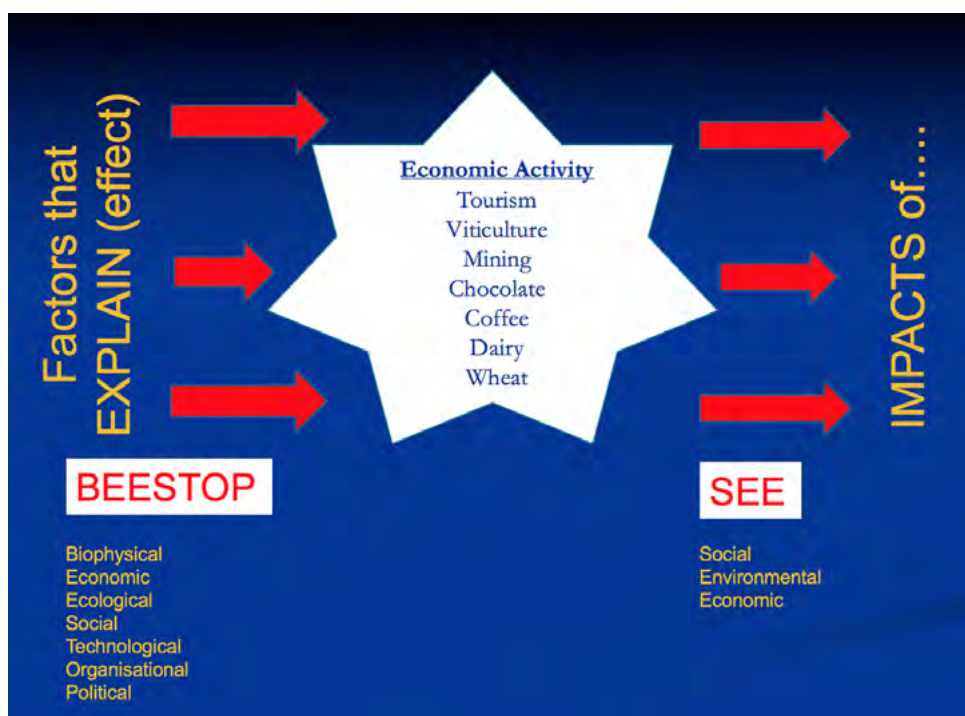 Factors that
EXPLAIN (effect)
Economic Activity
Tourism
Viticulture
Mining
Chocolate
Coffee
Dairy
Wheat
IMPACTS of....
BEESTOP
Biophysical
Economic
Ecological
Social
Technological
Organisational
Political
SEE
Social
Environmental
Economic